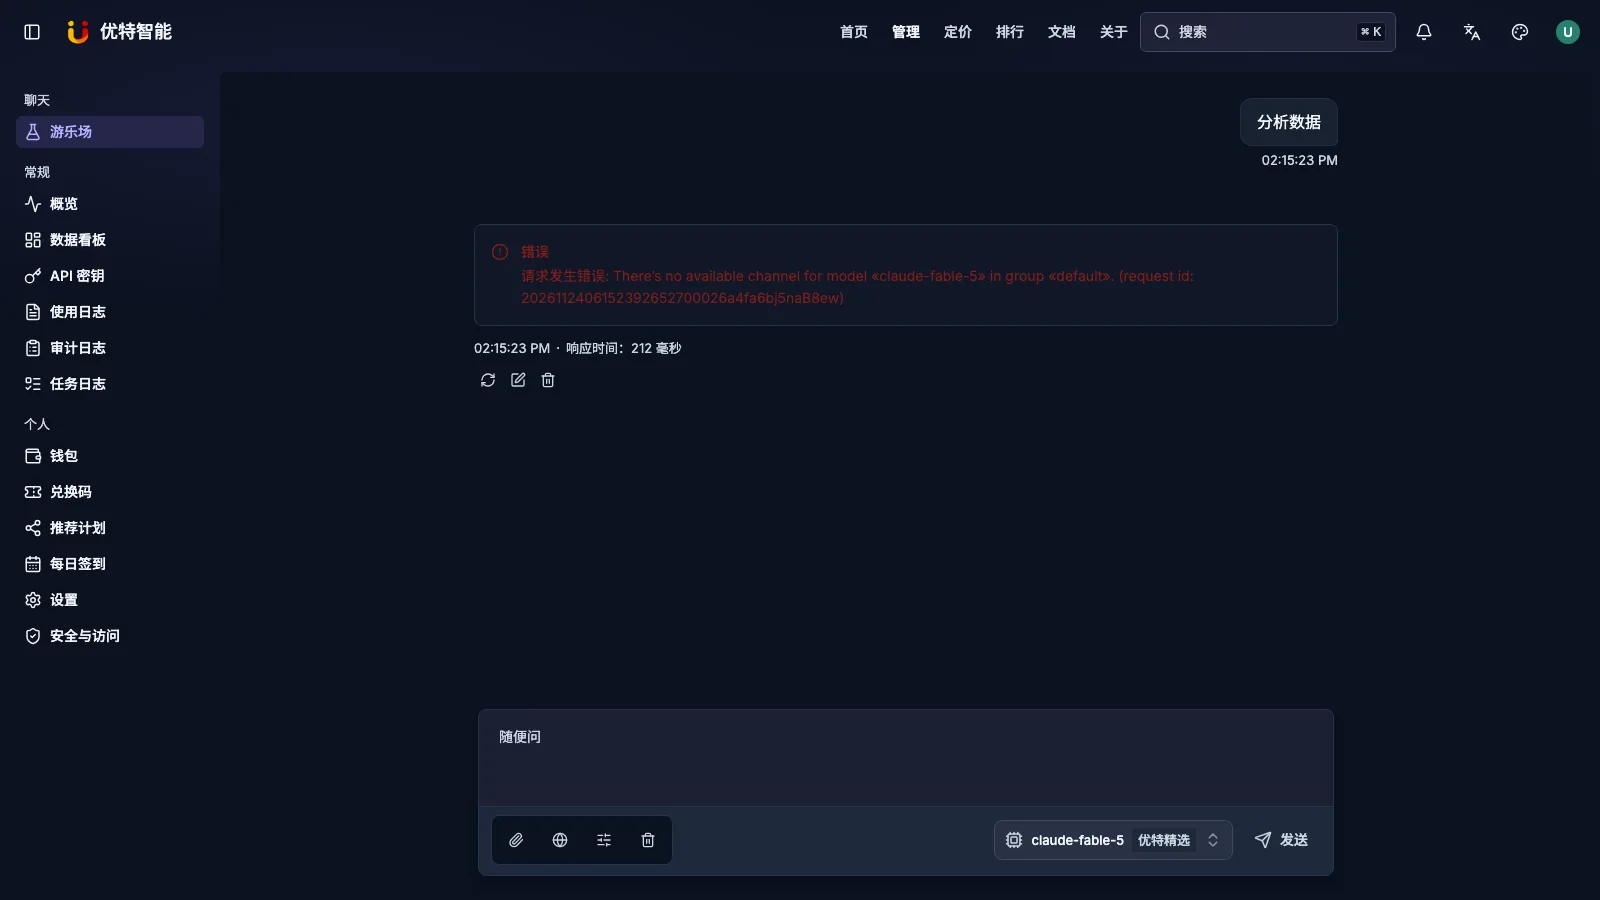 优特智能
首页 管理 定价 排行 文档 关于
搜索 ⌘ K
U
聊天
游乐场
常规
概览
数据看板
API 密钥
使用日志
审计日志
任务日志
个人
钱包
兑换码
推荐计划
每日签到
设置
安全与访问
分析数据
02:15:23 PM
错误
请求发生错误: There's no available channel for model «claude-fable-5» in group «default». (request id:
2026112406152392652700026a4fa6bj5naB8ew)
02:15:23 PM · 响应时间：212 毫秒
随便问
claude-fable-5 优特精选
发送